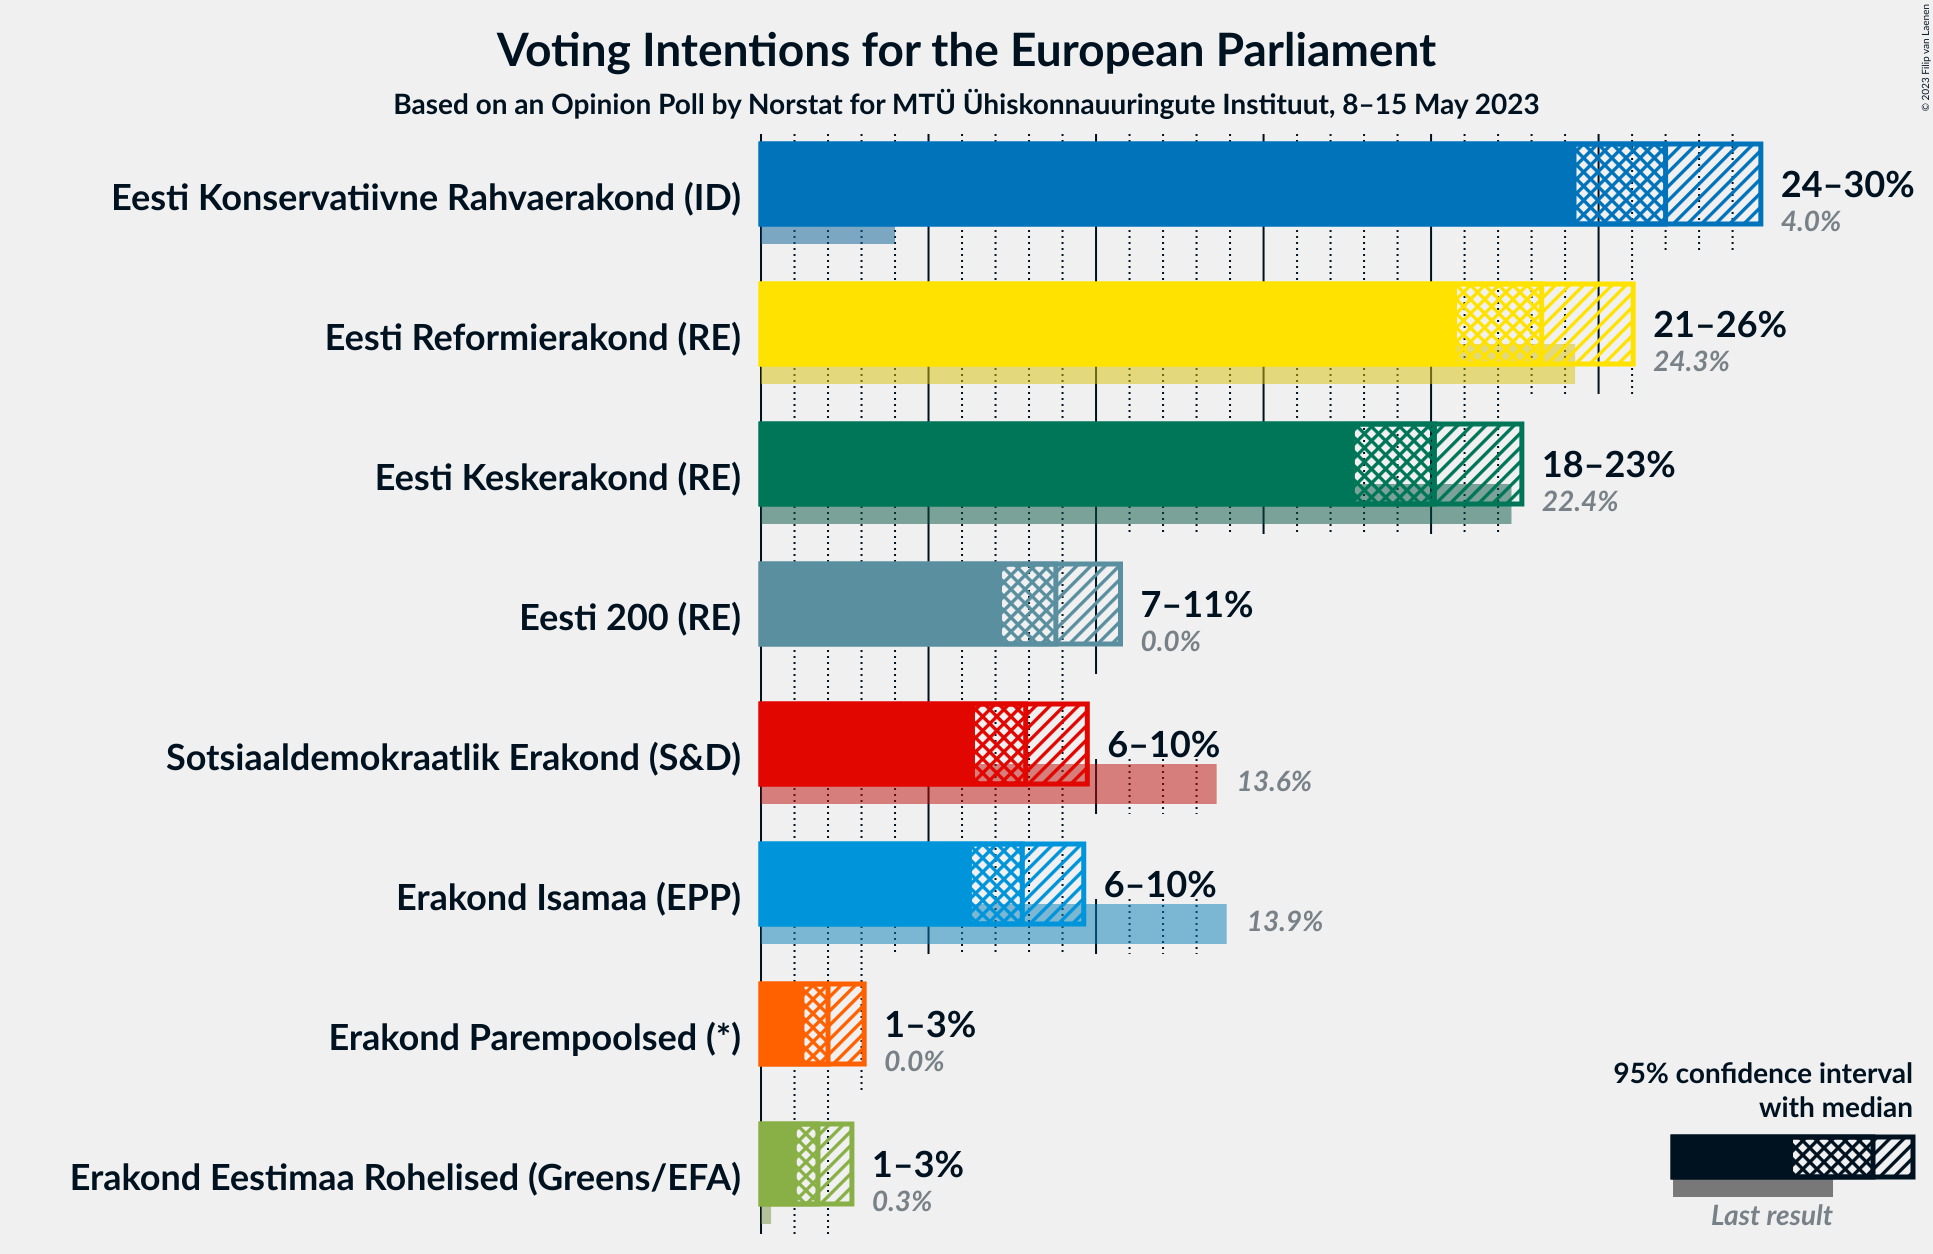 Voting Intentions for the European Parliament
Based on an Opinion Poll by Norstat for MTÜ Ühiskonnauuringute Instituut, 8–15 May 2023
© 2023 Filip van Laenen
Eesti Konservatiivne Rahvaerakond (ID)
24–30%
4.0%
Eesti Reformierakond (RE)
21–26%
24.3%
Eesti Keskerakond (RE)
18–23%
22.4%
Eesti 200 (RE)
7–11%
0.0%
Sotsiaaldemokraatlik Erakond (S&D)
6–10%
13.6%
Erakond Isamaa (EPP)
6–10%
13.9%
Erakond Parempoolsed (*)
1–3%
0.0%
Erakond Eestimaa Rohelised (Greens/EFA)
1–3%
0.3%
95% confidence interval
with median
Last result